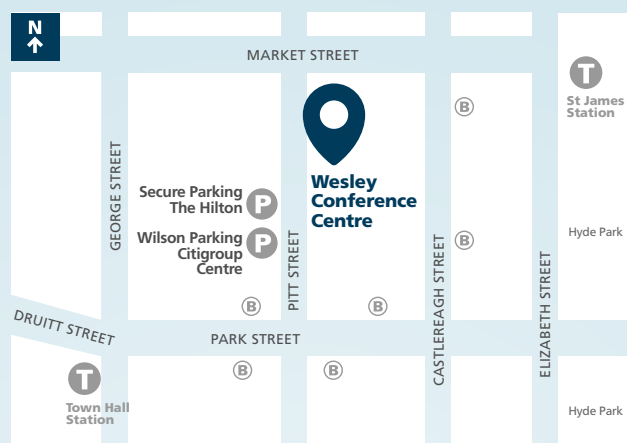 N
MARKET STREET
T
St James
Station
B
GEORGE STREET
Wesley
Conference
Centre
Secure Parking
The Hilton
P
Wilson Parking
Citigroup
Centre
P
PITT STREET
B
Hyde Park
CASTLEREAGH STREET
ELIZABETH STREET
B
B
DRUITT STREET
PARK STREET
B
B
T
Town Hall
Station
Hyde Park